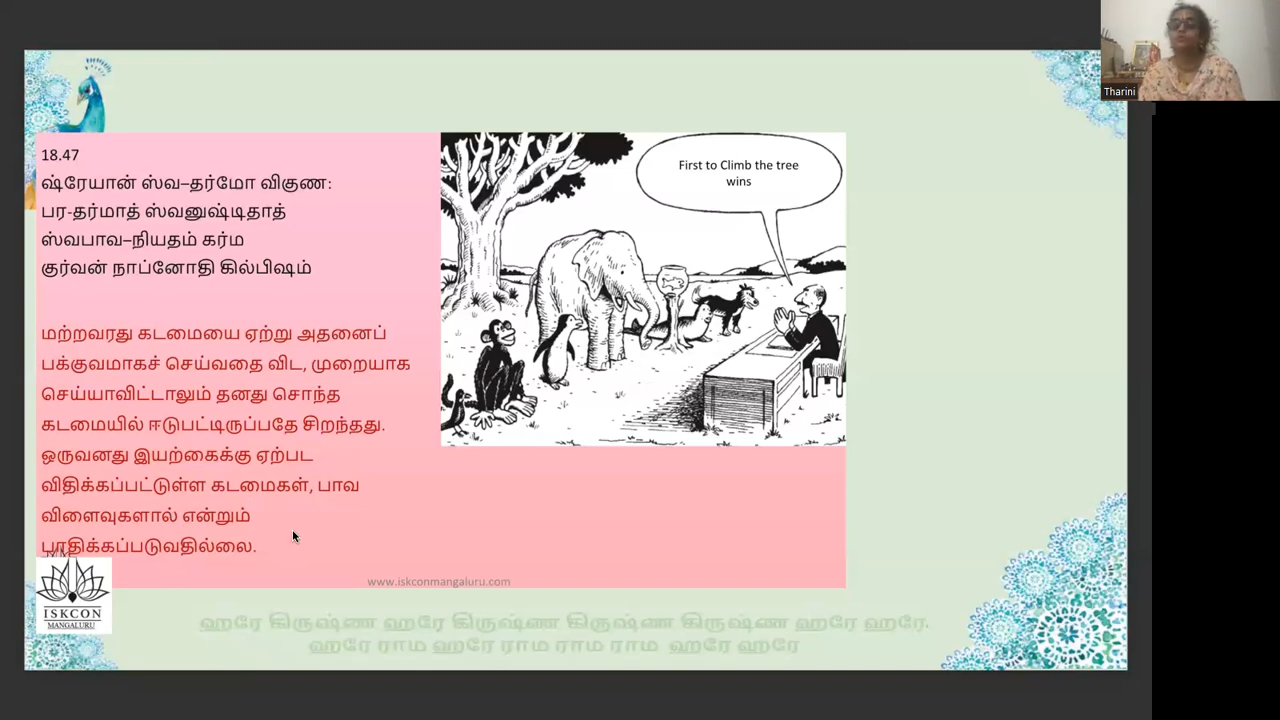 Tharini
18.47
ஷ்ரேயான் ஸ்வ–தர்மோ விகுண:
பர-தர்மாத் ஸ்வனுஷ்டிதாத்
ஸ்வபாவ–நியதம் கர்ம
குர்வன் நாப்னோதி கில்பிஷம்
மற்றவரது கடமையை ஏற்று அதனைப்
பக்குவமாகச் செய்வதை விட, முறையாக
செய்யாவிட்டாலும் தனது சொந்த
கடமையில் ஈடுபட்டிருப்பதே சிறந்தது.
ஒருவனது இயற்கைக்கு ஏற்பட
விதிக்கப்பட்டுள்ள கடமைகள், பாவ
விளைவுகளால் என்றும்
பாதிக்கப்படுவதில்லை.
First to Climb the tree
wins
ISKCON
MANGALURU
www.iskconmangaluru.com
ஹரே கிருஷ்ண ஹரே கிருஷ்ண கிருஷ்ண கிருஷ்ண ஹரே ஹரே.
ஹரே ராம ஹரே ராம ராம ராம ஹரே ஹரே